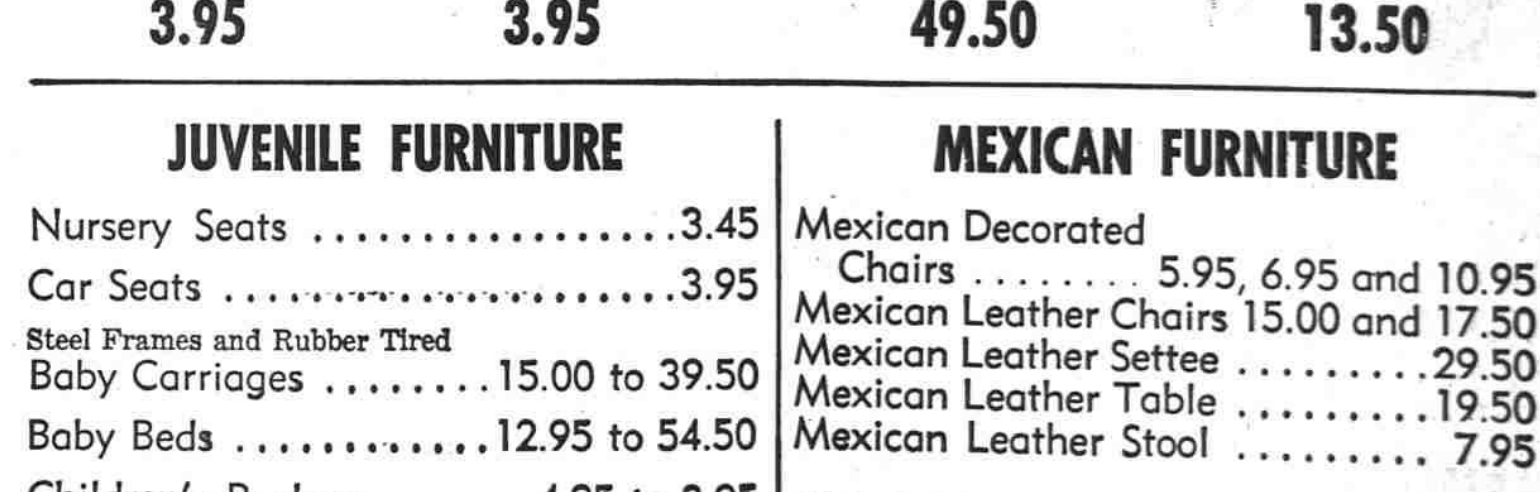 3.95 3.95 49.50 13.50
JUVENILE FURNITURE
Nursery Seats .................3.45
Car Seats .....................3.95
Steel Frames and Rubber Tired
Baby Carriages ........15.00 to 39.50
Baby Beds ............12.95 to 54.50
MEXICAN FURNITURE
Mexican Decorated
Chairs ........ 5.95, 6.95 and 10.95
Mexican Leather Chairs 15.00 and 17.50
Mexican Leather Settee .........29.50
Mexican Leather Table .........19.50
Mexican Leather Stool ......... 7.95